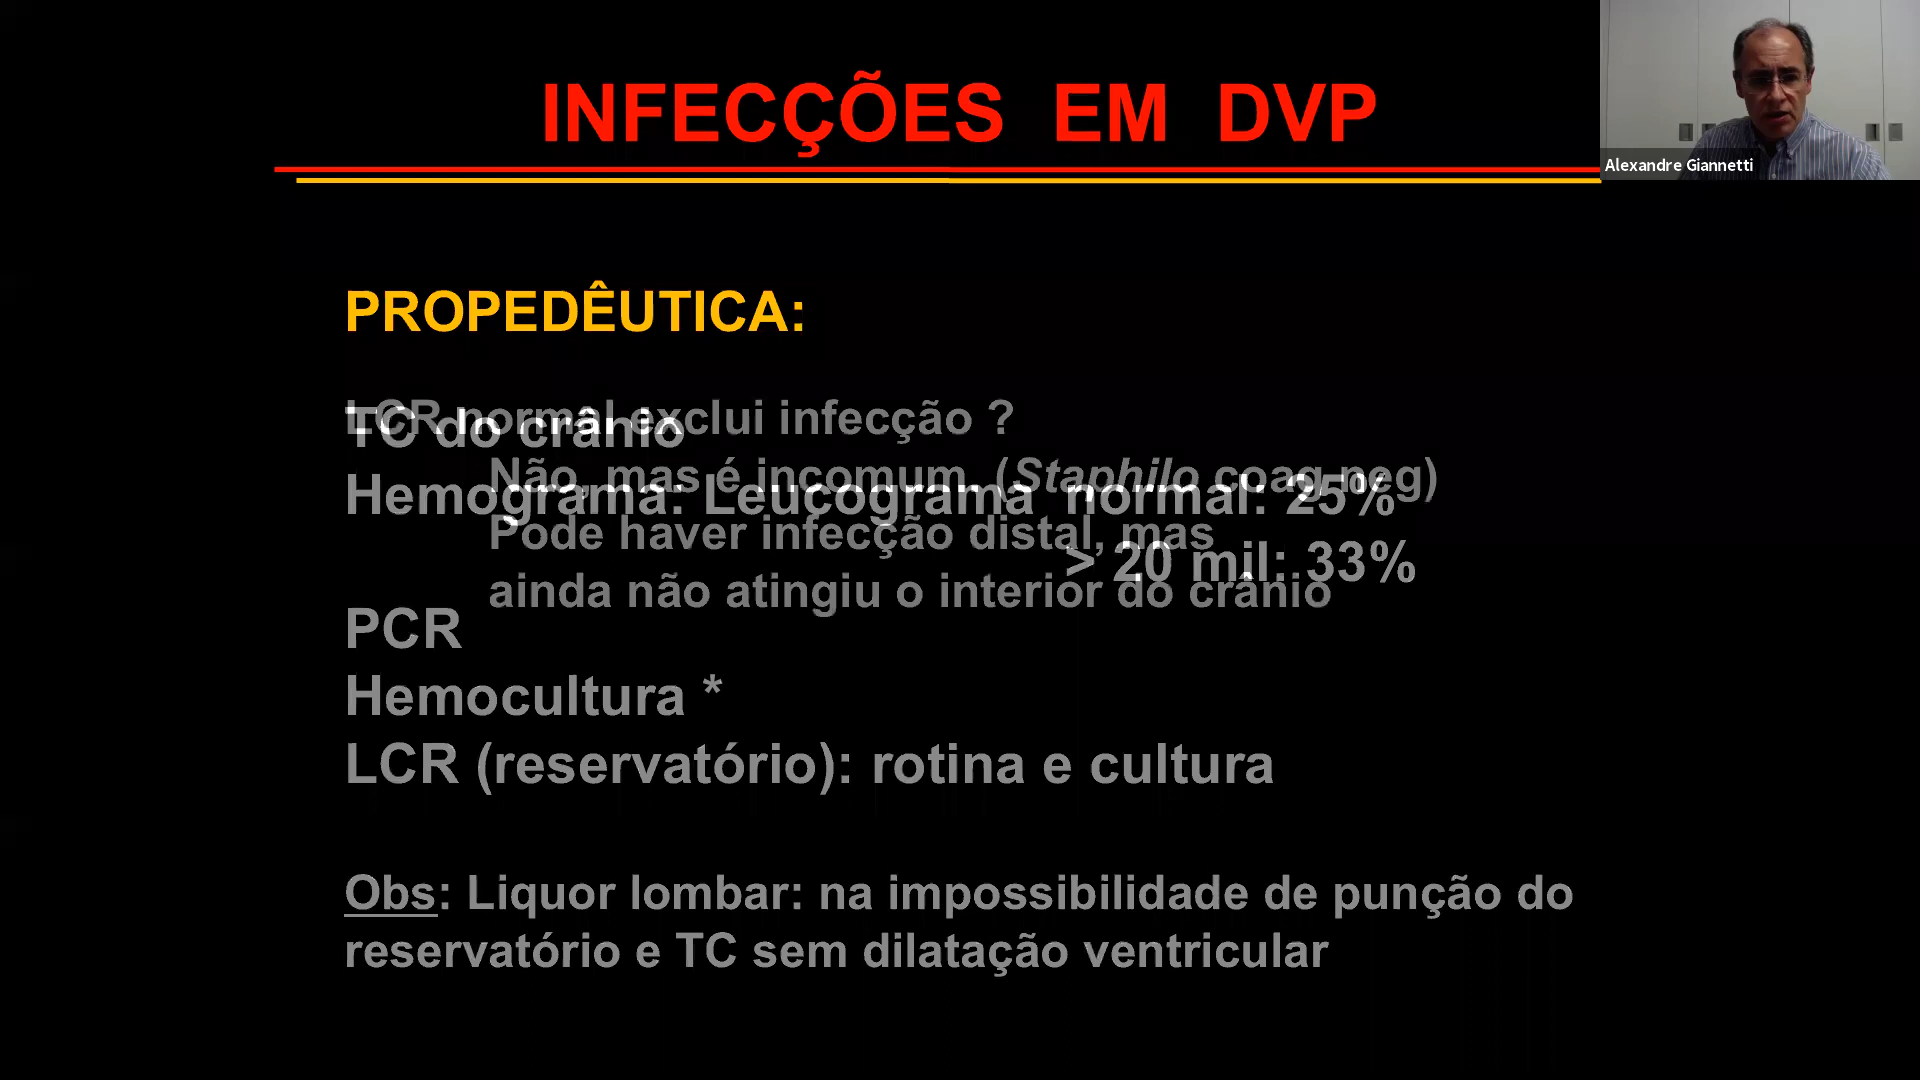 INFECÇÕES EM DVP
Alexandre Giannetti
PROPEDÊUTICA:
LCR normal exclui infecção ?
Não, mas é incomum (Staphilo coag neg)
Pode haver infecção distal, mas
ainda não atingiu o interior do crânio
TC do crânio
Hemograma: Leucograma normal: 25%
> 20 mil: 33%
PCR
Hemocultura *
LCR (reservatório): rotina e cultura
Obs: Liquor lombar: na impossibilidade de punção do
reservatório e TC sem dilatação ventricular